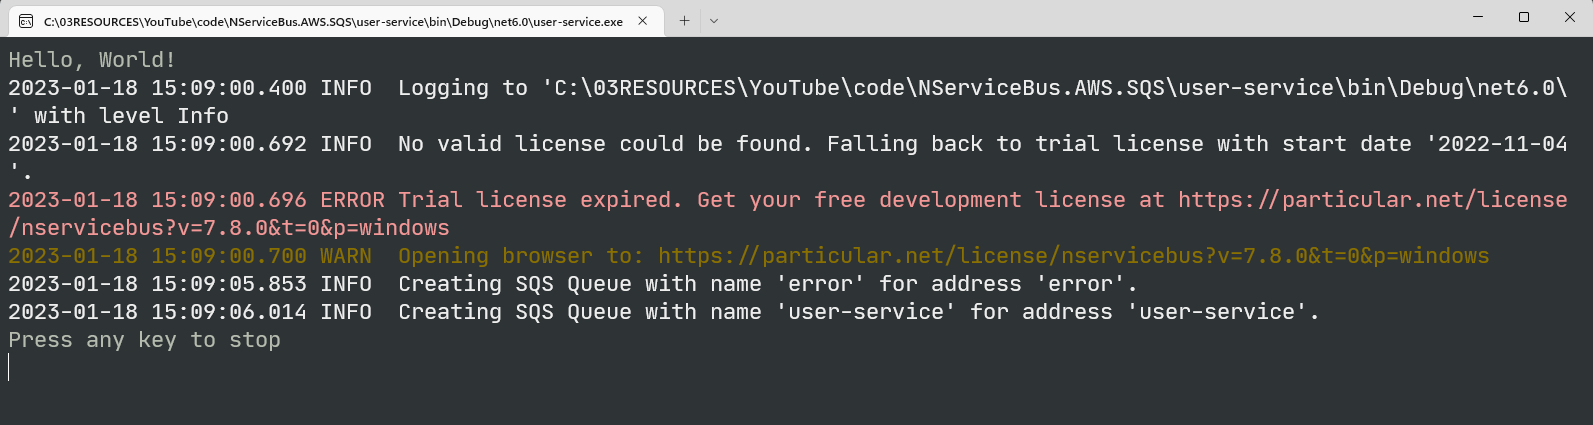 C:\03RESOURCES\YouTube\code\NServiceBus.AWS.SQS\user-service\bin\Debug\net6.0\user-service.exe
Hello, World!
2023-01-18 15:09:00.400 INFO  Logging to 'C:\03RESOURCES\YouTube\code\NServiceBus.AWS.SQS\user-service\bin\Debug\net6.0\
' with level Info
2023-01-18 15:09:00.692 INFO  No valid license could be found. Falling back to trial license with start date '2022-11-04
'.
2023-01-18 15:09:00.696 ERROR Trial license expired. Get your free development license at https://particular.net/license
/nservicebus?v=7.8.0&t=0&p=windows
2023-01-18 15:09:00.700 WARN  Opening browser to: https://particular.net/license/nservicebus?v=7.8.0&t=0&p=windows
2023-01-18 15:09:05.853 INFO  Creating SQS Queue with name 'error' for address 'error'.
2023-01-18 15:09:06.014 INFO  Creating SQS Queue with name 'user-service' for address 'user-service'.
Press any key to stop